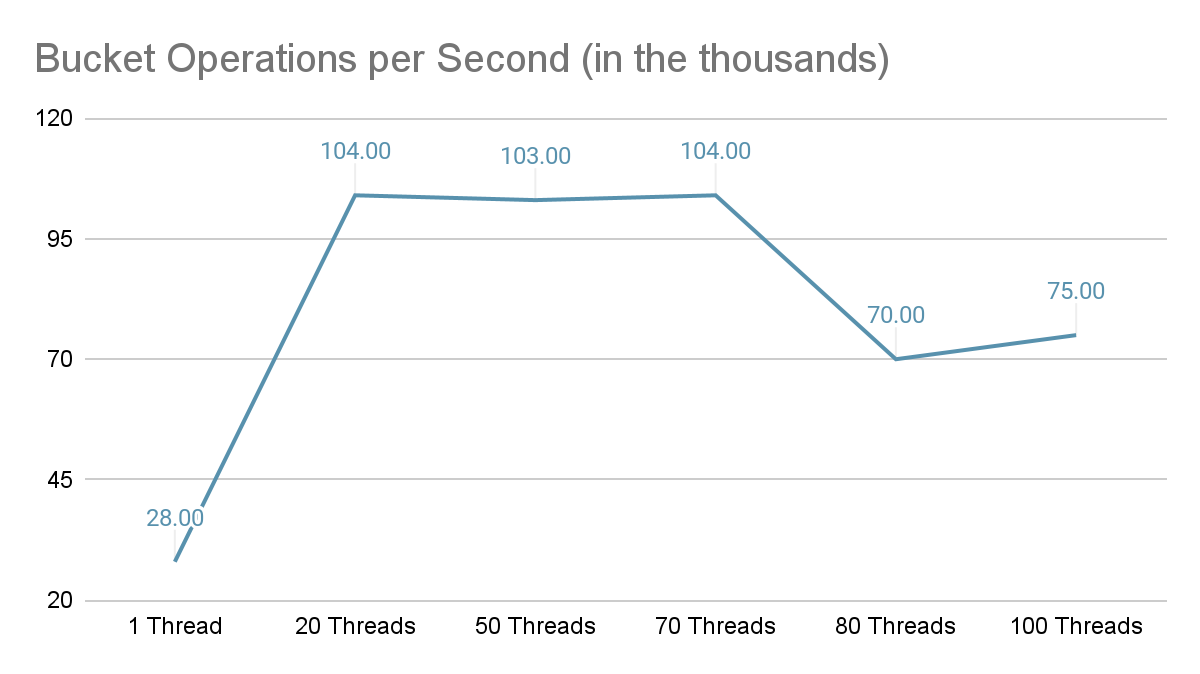 Bucket Operations per Second (in the thousands)
120
104.00
103.00
104.00
95
75.00
70.00
70
45
28.00
20
1 Thread
20 Threads
50 Threads
70 Threads
80 Threads
100 Threads